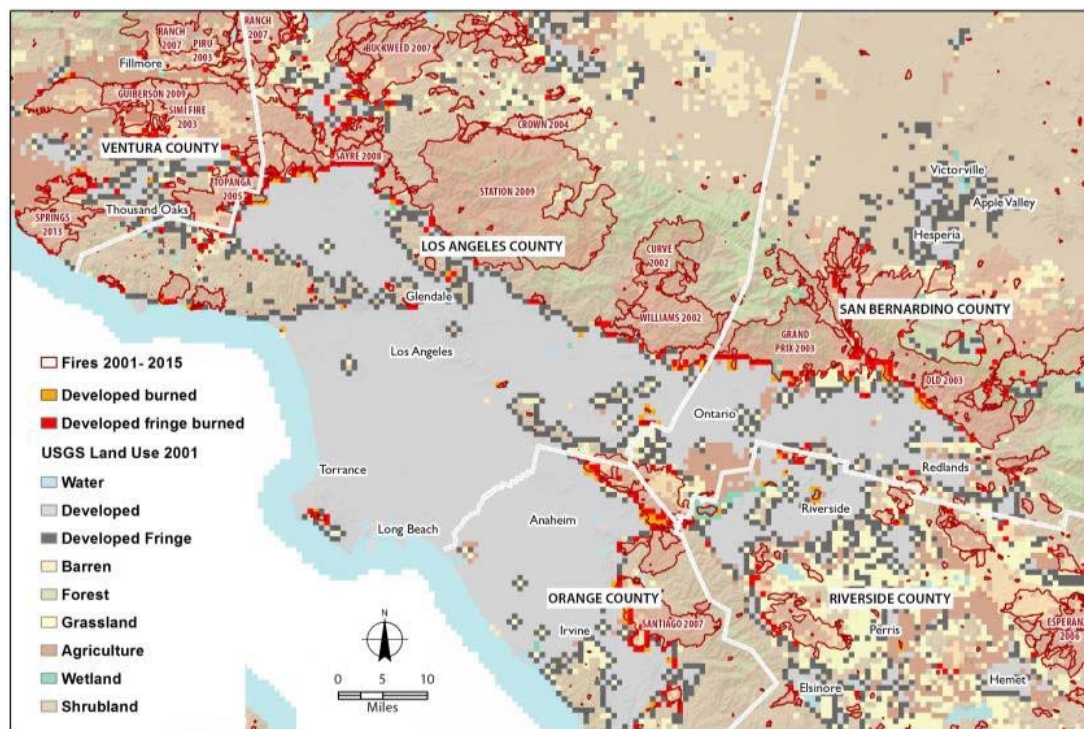 RANCH
2007
RANCH
2007
PIRU
2003
BUCKWEED 2007
Fillmore
GUIBERSON 2009
SIMI FIRE
2003
CROWN 2004
VENTURA COUNTY
SAYRE 2008
TOPANGA
2005
STATION 2009
Victorville
Thousand Oaks
Apple Valley
SPRINGS
2013
Hesperia
LOS ANGELES COUNTY
CURVE
2002
Glendale
WILLIAMS 2002
SAN BERNARDINO COUNTY
GRAND
PRIX 2003
Los Angeles
OLD 2003
Ontario
Redlands
Torrance
Riverside
Long Beach
Anaheim
ORANGE COUNTY
RIVERSIDE COUNTY
SANTIAGO 2007
Irvine
Perris
ESPERANZ
2006
Elsinore
Hemet
Fires 2001- 2015
Developed burned
Developed fringe burned
USGS Land Use 2001
Water
Developed
Developed Fringe
Barren
Forest
Grassland
Agriculture
Wetland
Shrubland
N
0 5 10
Miles